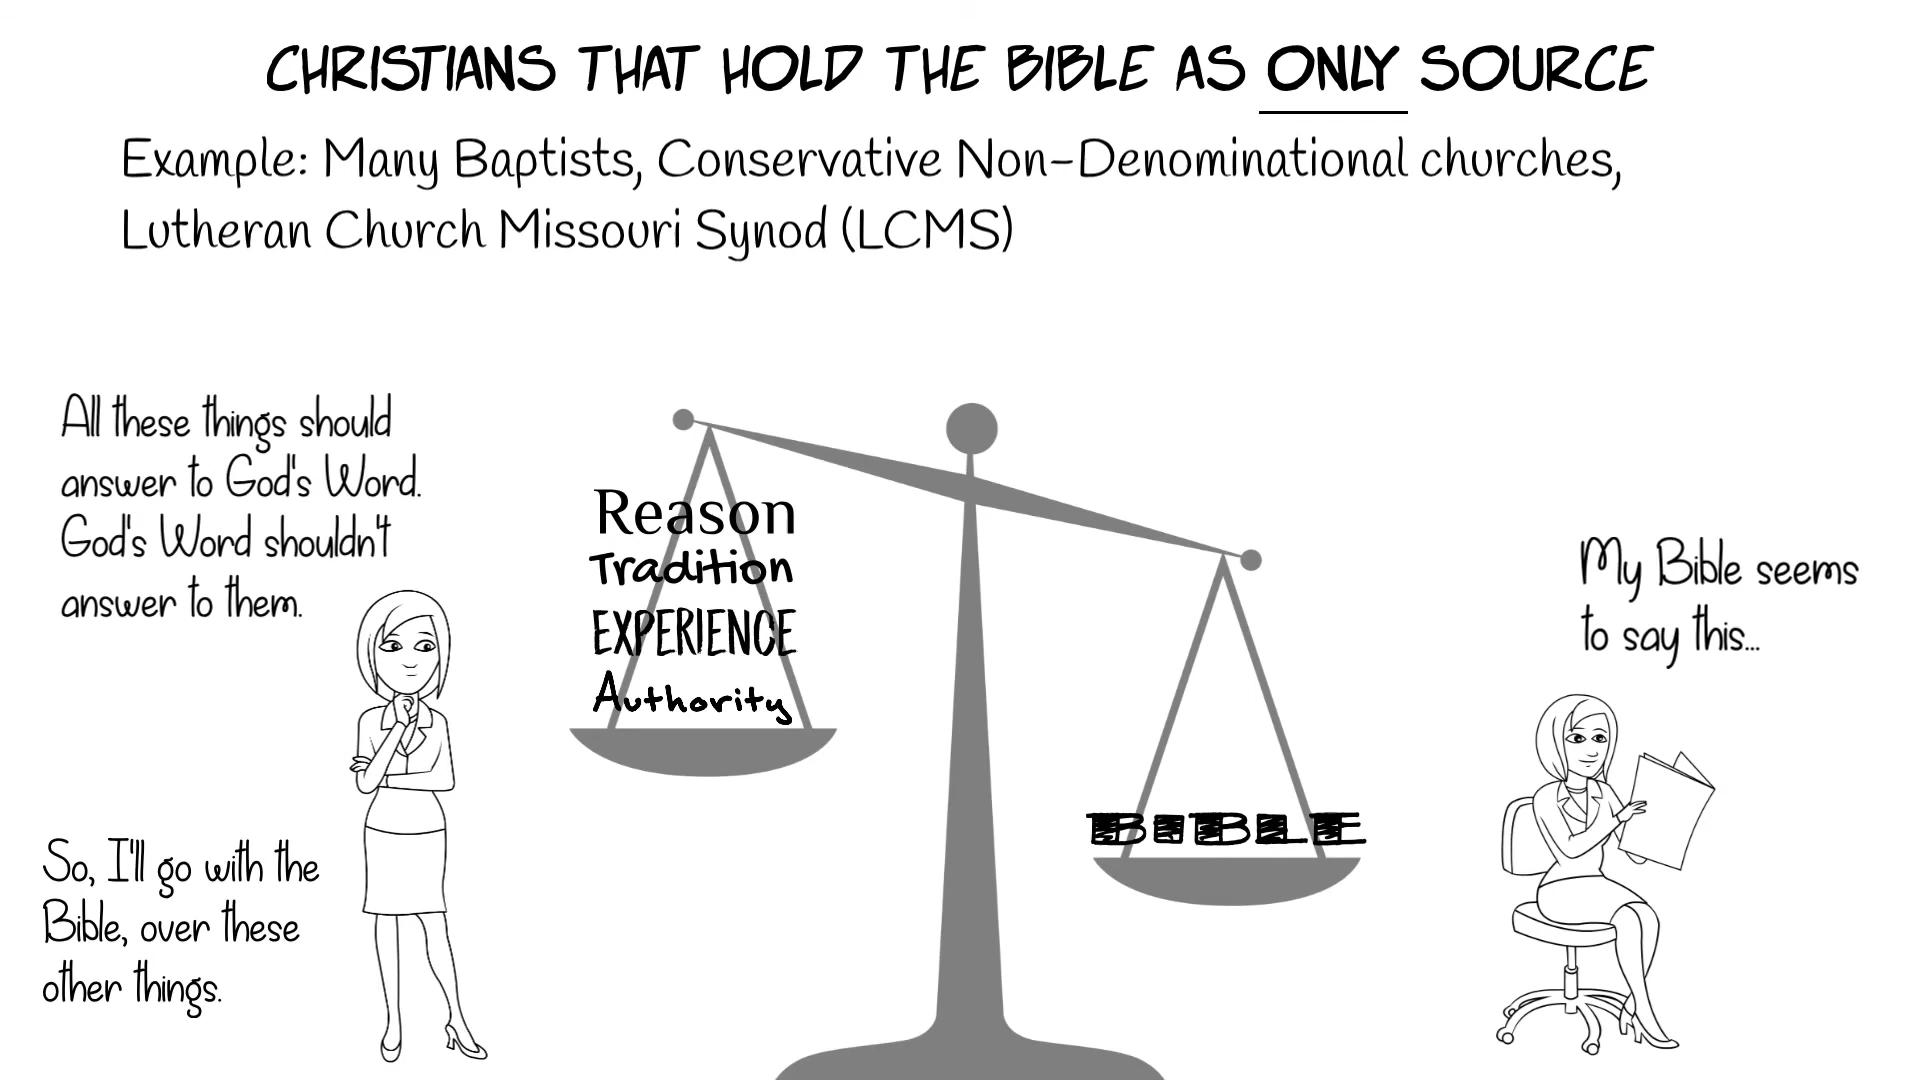 CHRISTIANS THAT HOLD THE BIBLE AS ONLY SOURCE
Example: Many Baptists, Conservative Non-Denominational churches,
Lutheran Church Missouri Synod (LCMS)
All these things should
answer to God's Word.
God's Word shouldn't
answer to them.
So, I'll go with the
Bible, over these
other things.
Reason
Tradition
EXPERIENCE
Authority
BIBLE
My Bible seems
to say this...